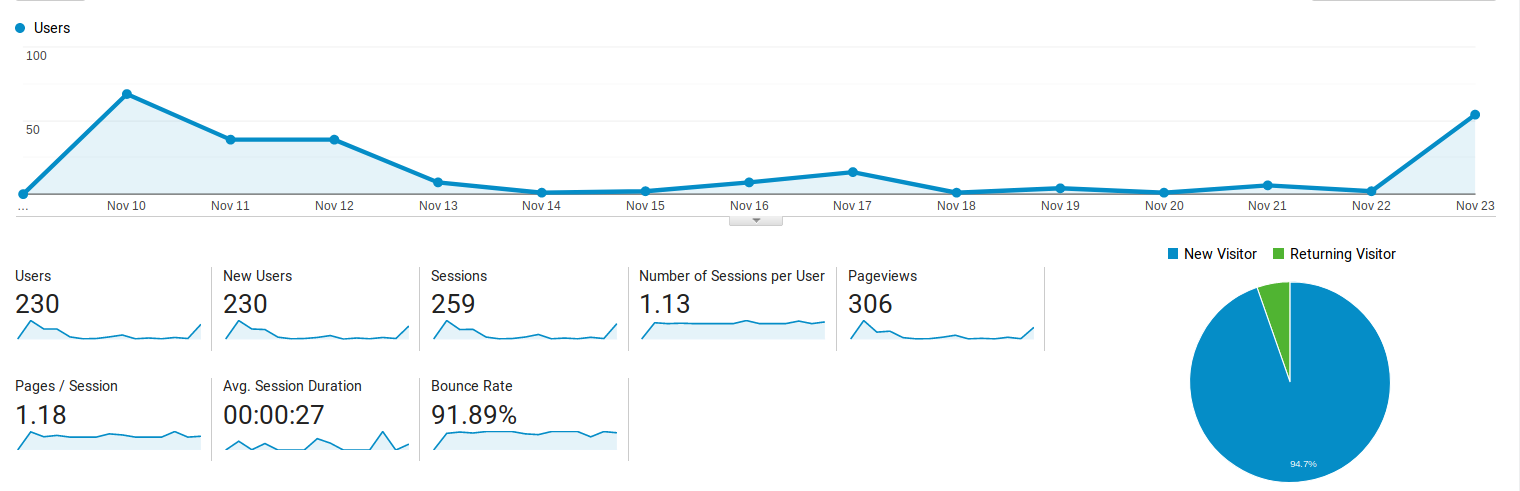 Users
100
50
... Nov 10 Nov 11 Nov 12 Nov 13 Nov 14 Nov 15 Nov 16 Nov 17 Nov 18 Nov 19 Nov 20 Nov 21 Nov 22 Nov 23
New Visitor Returning Visitor
Users New Users Sessions Number of Sessions per User Pageviews
230 230 259 1.13 306
Pages / Session Avg. Session Duration Bounce Rate
1.18 00:00:27 91.89%
94.7%